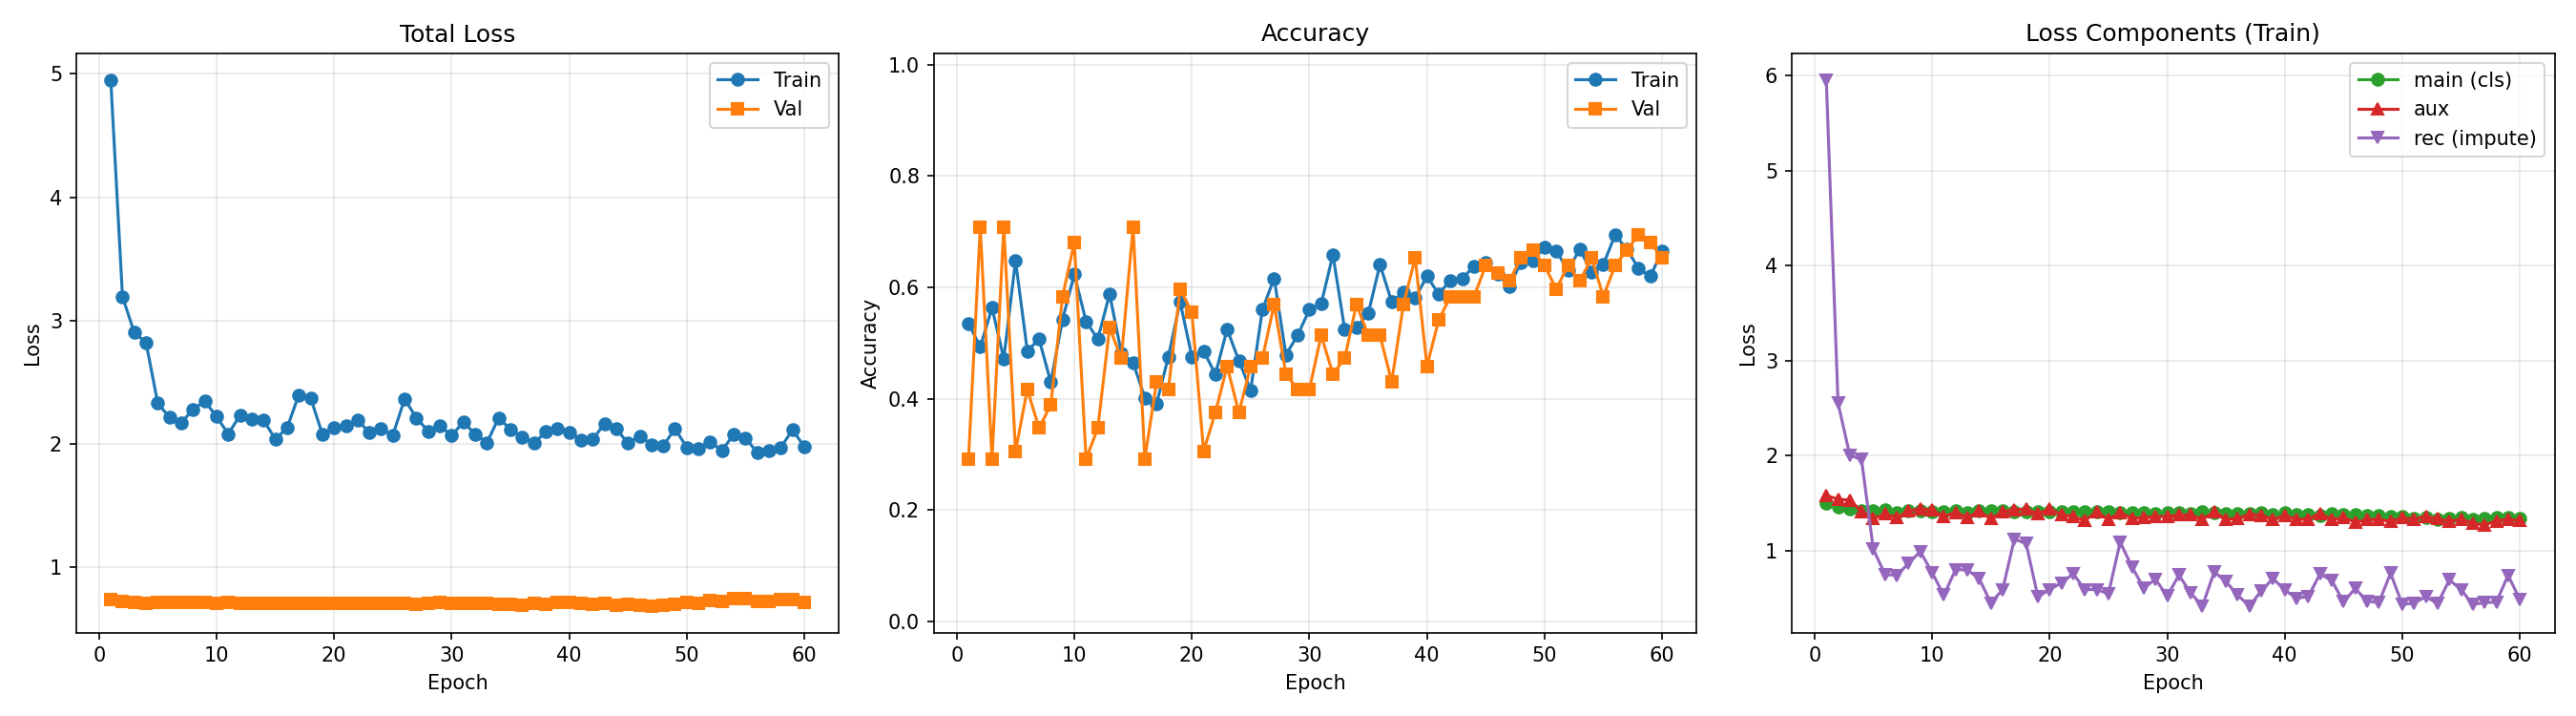 Total Loss
Train
Val
5
4
3
2
1
Loss
0
10
20
30
40
50
60
Epoch
Accuracy
Train
Val
1.0
0.8
0.6
0.4
0.2
0.0
Accuracy
0
10
20
30
40
50
60
Epoch
Loss Components (Train)
main (cls)
aux
rec (impute)
6
5
4
3
2
1
Loss
0
10
20
30
40
50
60
Epoch